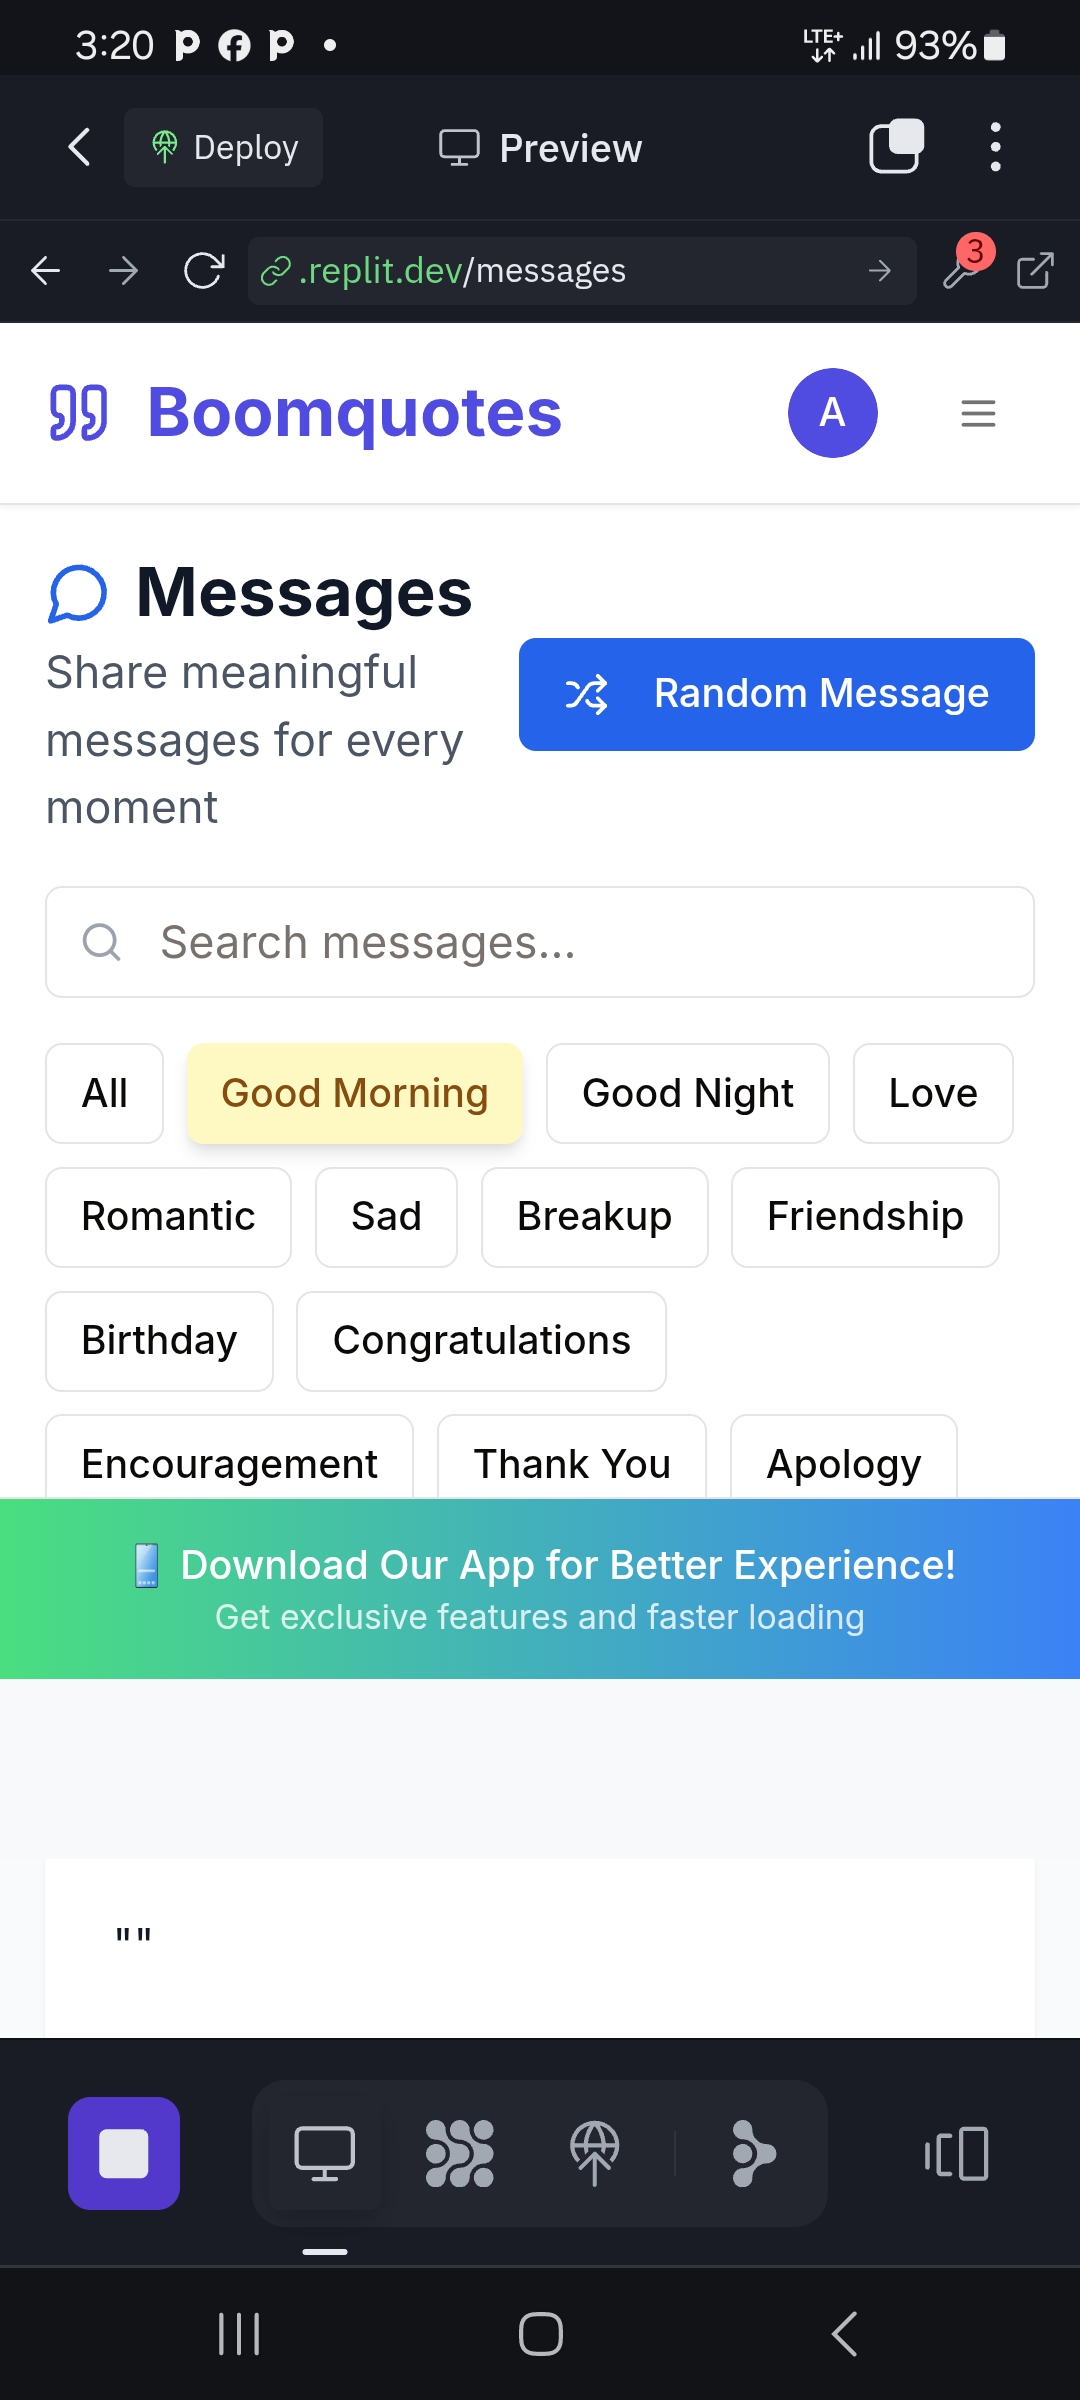 3:20
LTE+ 93%
Deploy
Preview
.replit.dev/messages
3
Boomquotes
A
Messages
Share meaningful
messages for every
moment
Random Message
Search messages...
All Good Morning Good Night Love
Romantic Sad Breakup Friendship
Birthday Congratulations
Encouragement Thank You Apology
Download Our App for Better Experience!
Get exclusive features and faster loading
""